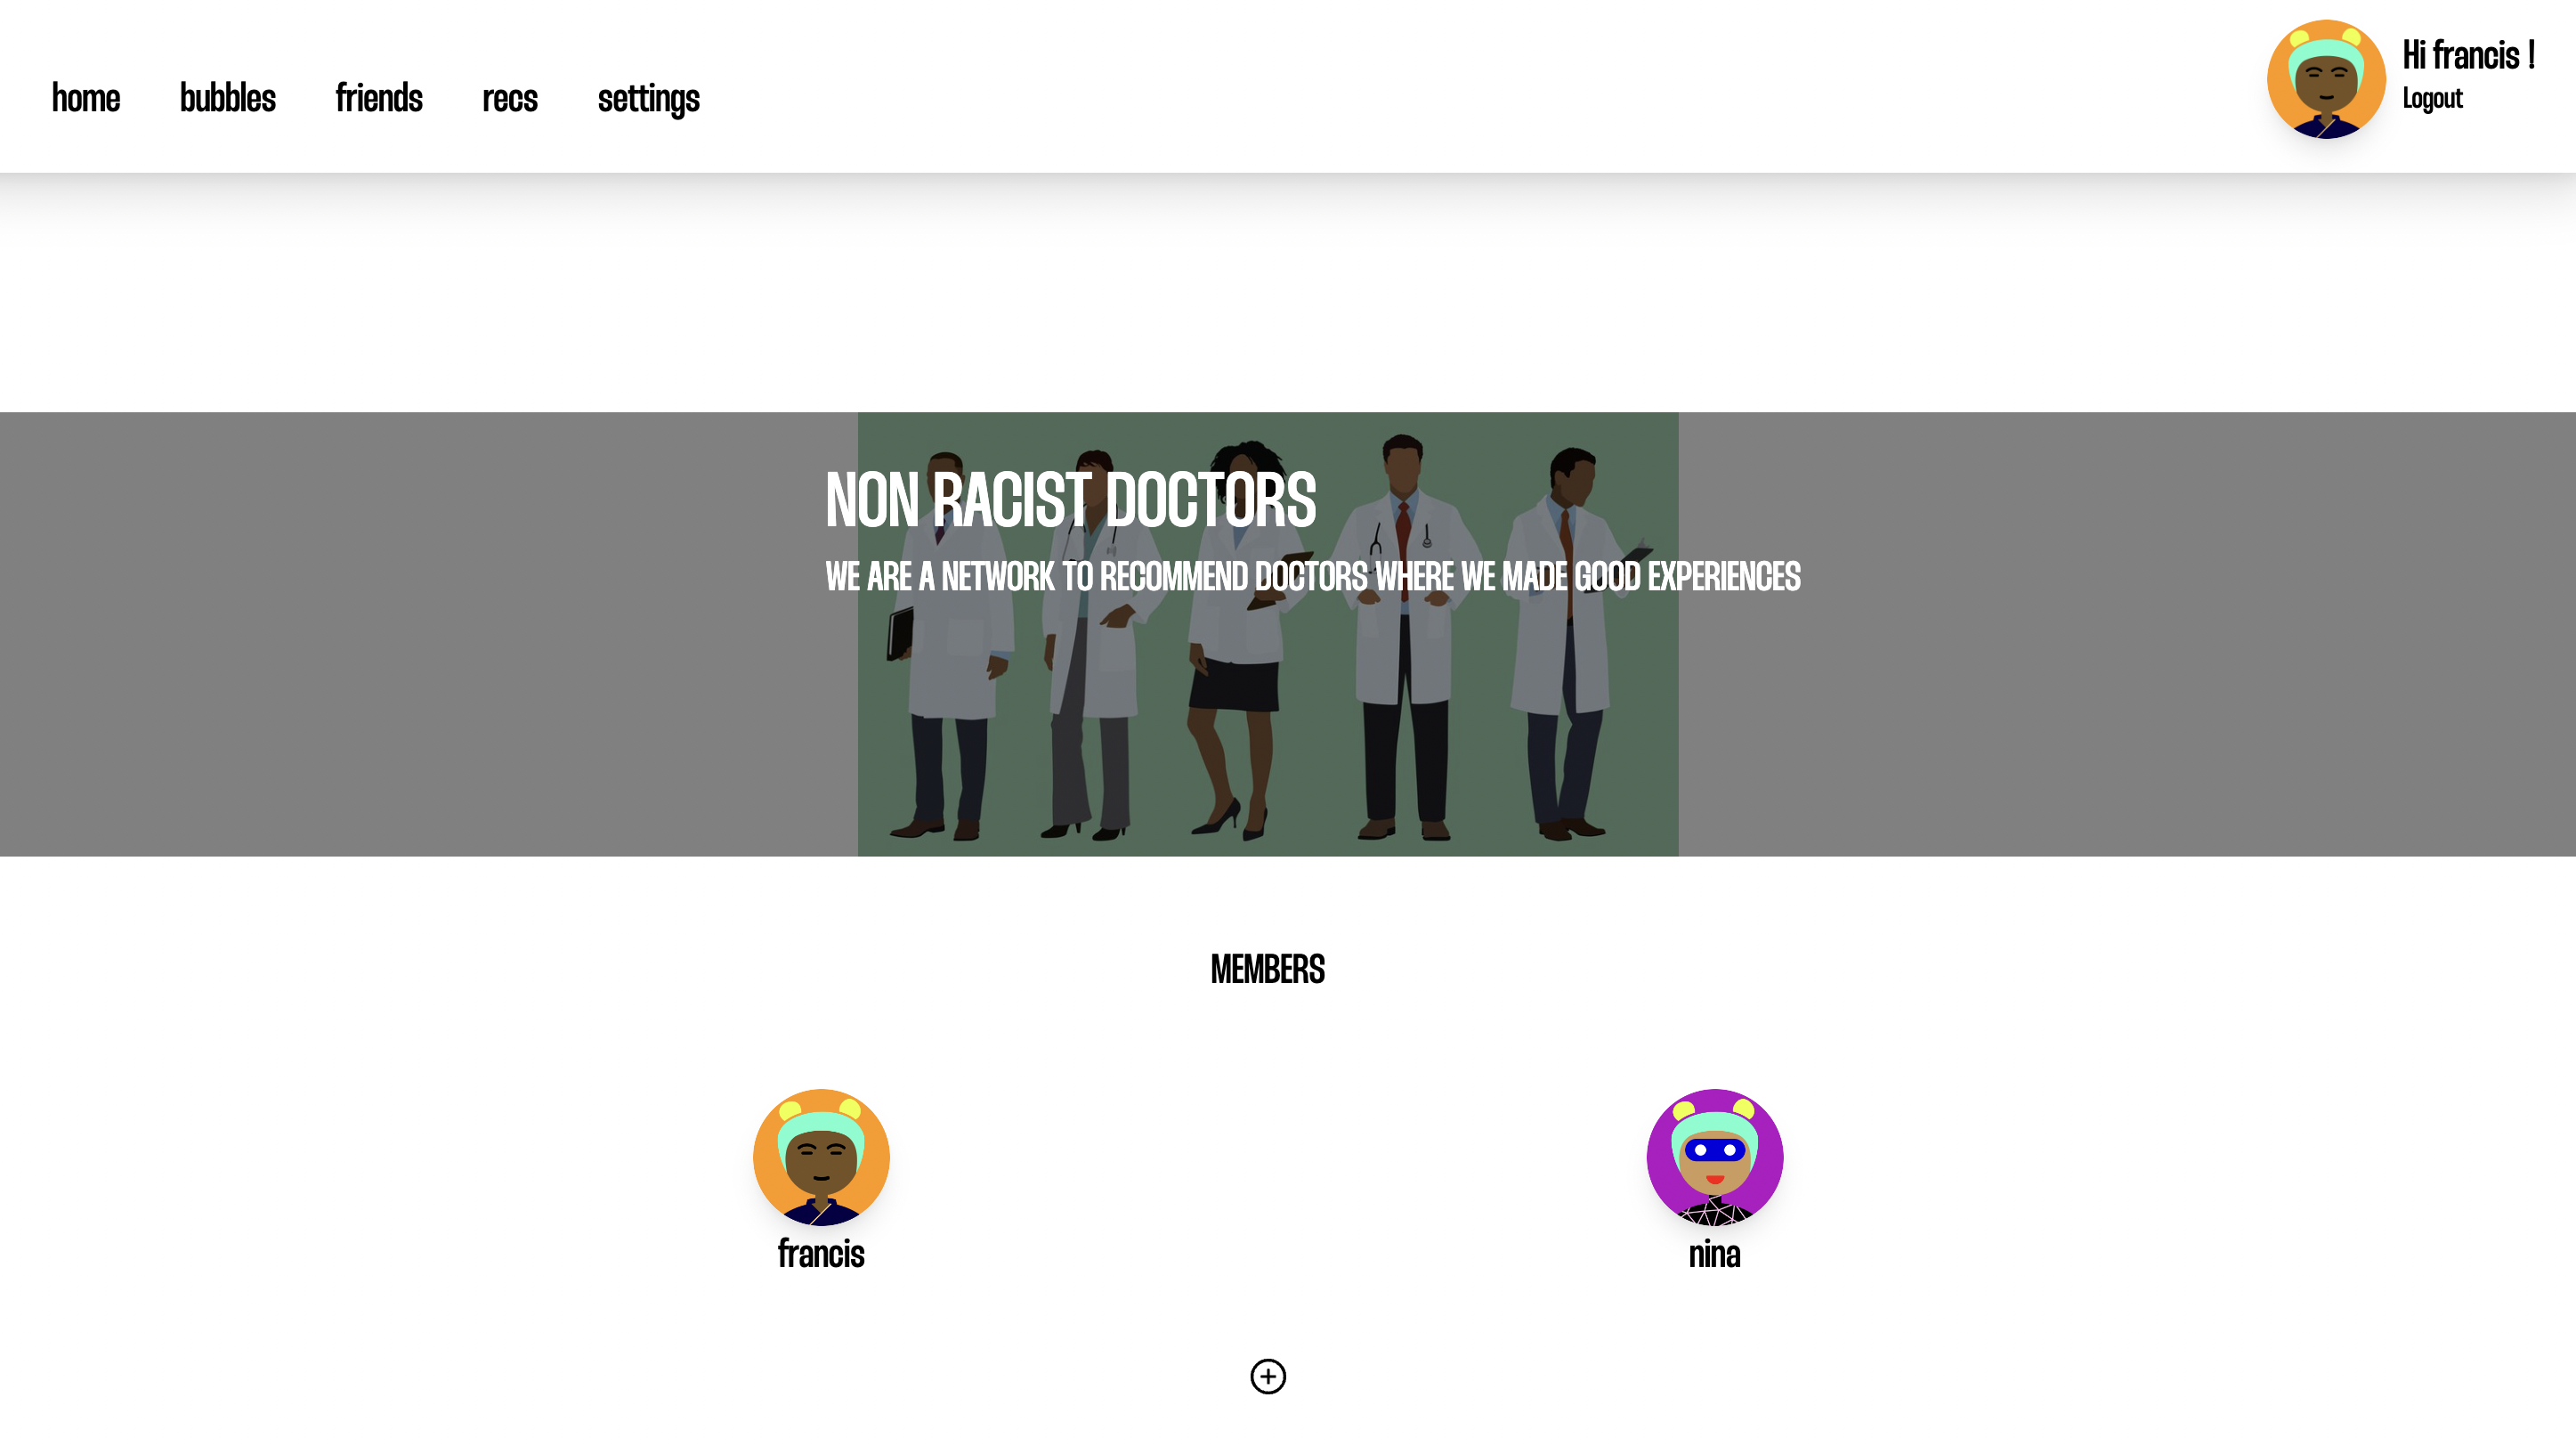 home bubbles friends recs settings
Hi francis !
Logout
NON RACIST DOCTORS
WE ARE A NETWORK TO RECOMMEND DOCTORS WHERE WE MADE GOOD EXPERIENCES
MEMBERS
francis
nina